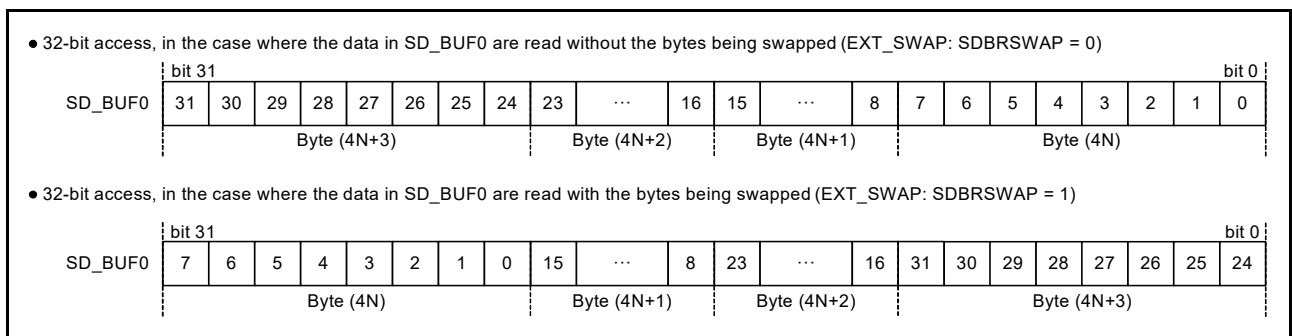 ● 32-bit access, in the case where the data in SD_BUF0 are read without the bytes being swapped (EXT_SWAP: SDBRSWAP = 0)
bit 31 bit 0
SD_BUF0 31 30 29 28 27 26 25 24 23 ... 16 15 ... 8 7 6 5 4 3 2 1 0
Byte (4N+3) Byte (4N+2) Byte (4N+1) Byte (4N)
● 32-bit access, in the case where the data in SD_BUF0 are read with the bytes being swapped (EXT_SWAP: SDBRSWAP = 1)
bit 31 bit 0
SD_BUF0 7 6 5 4 3 2 1 0 15 ... 8 23 ... 16 31 30 29 28 27 26 25 24
Byte (4N) Byte (4N+1) Byte (4N+2) Byte (4N+3)